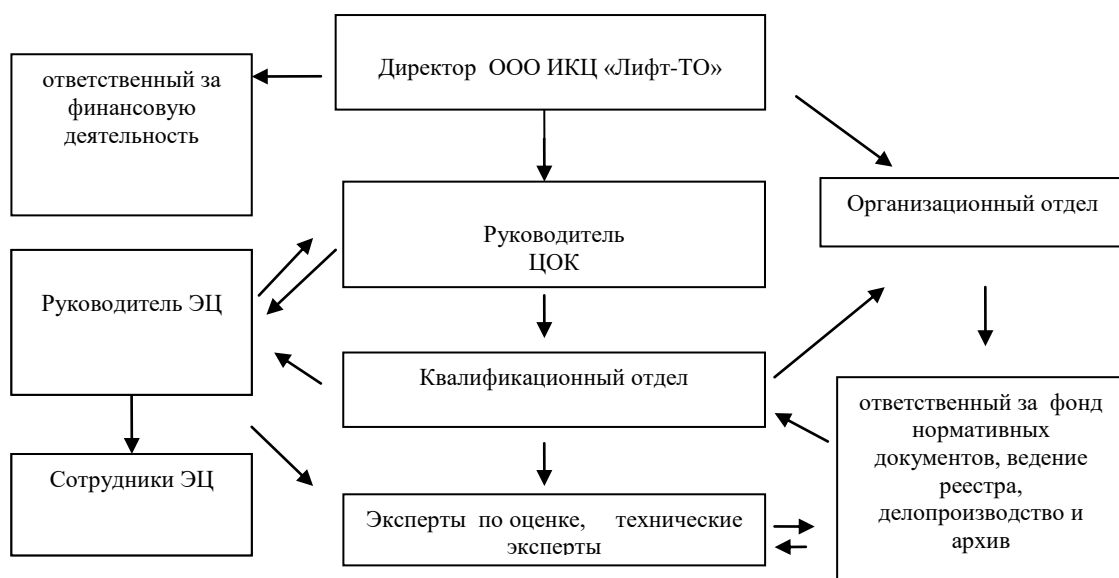 Директор ООО ИКЦ «Лифт-ТО»
ответственный за
финансовую
деятельность
Организационный отдел
Руководитель
ЦОК
Руководитель ЭЦ
Квалификационный отдел
ответственный за фонд
нормативных
документов, ведение
реестра,
делопроизводство и
архив
Сотрудники ЭЦ
Эксперты по оценке, технические
эксперты